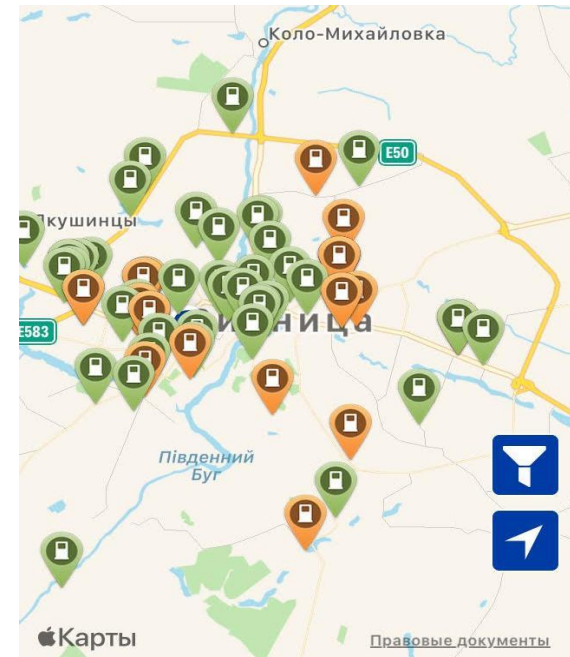 Коло-Михайловка
E50
Якушинцы
E583
Південний
Буг
Карты
Правовые документы